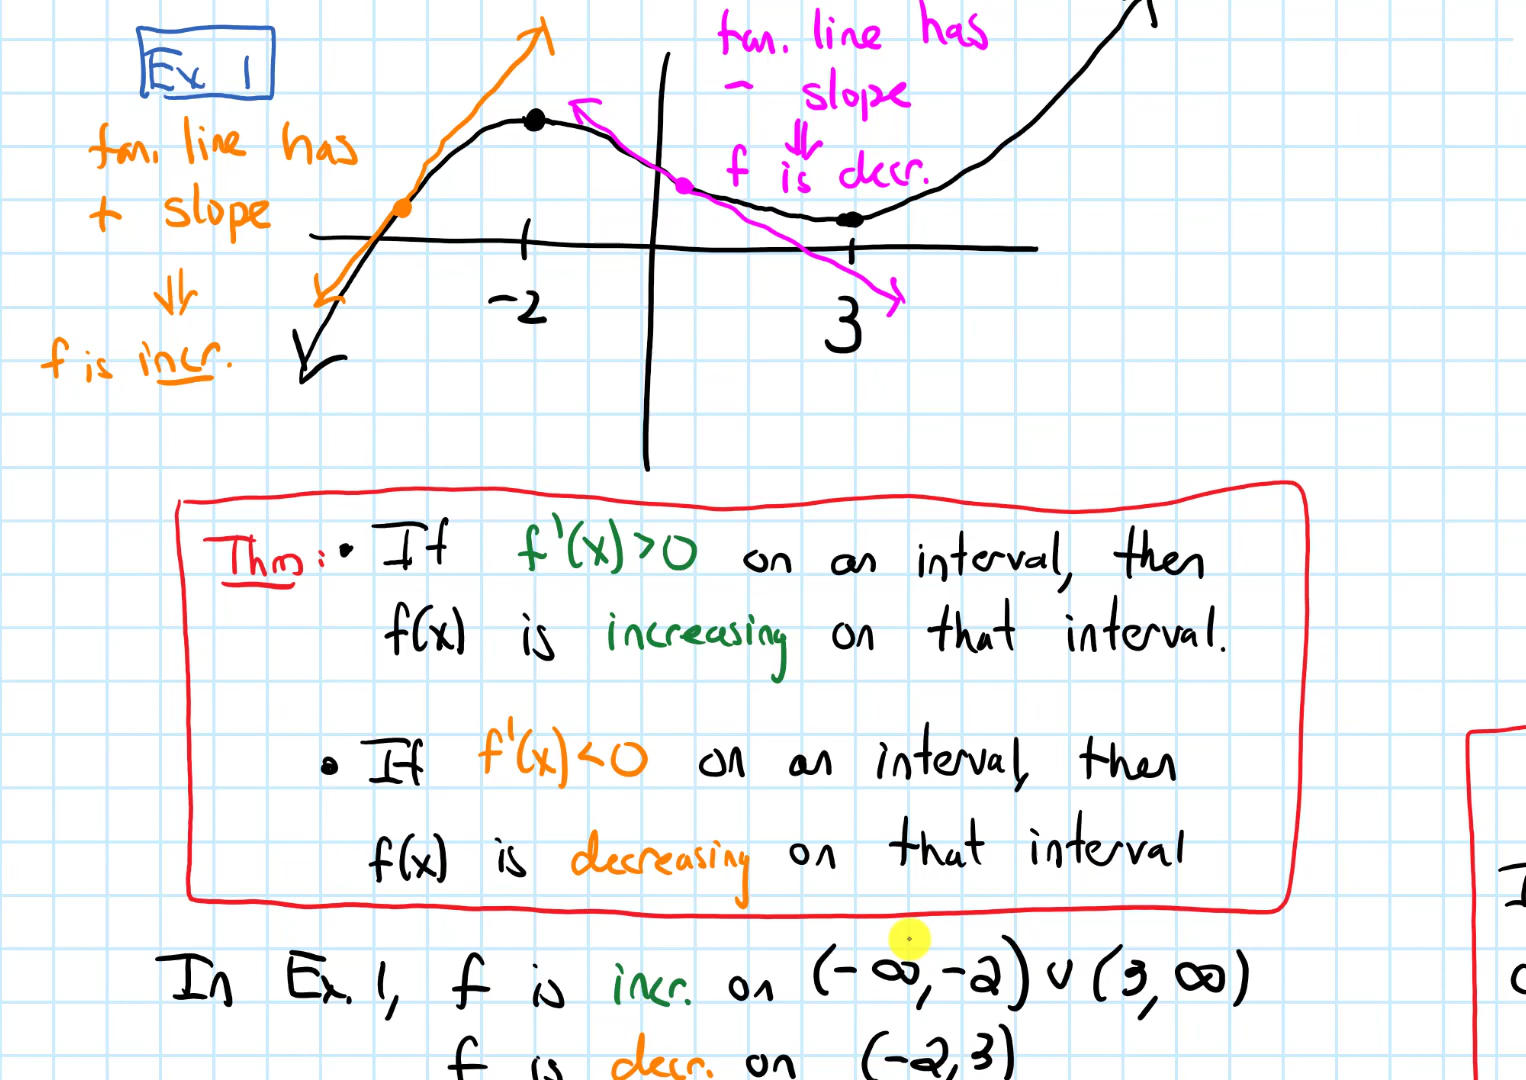 Ex 1
tan. line has
+ slope
⇓
f is incr.
tan. line has
- slope
⇓
f is decr.
-2
3
Thm: • If f'(x)>0 on an interval, then
f(x) is increasing on that interval.
• If f'(x)<0 on an interval, then
f(x) is decreasing on that interval
In Ex. 1, f is incr. on (-∞,-2) ∪ (3,∞)
f is decr. on (-2,3)